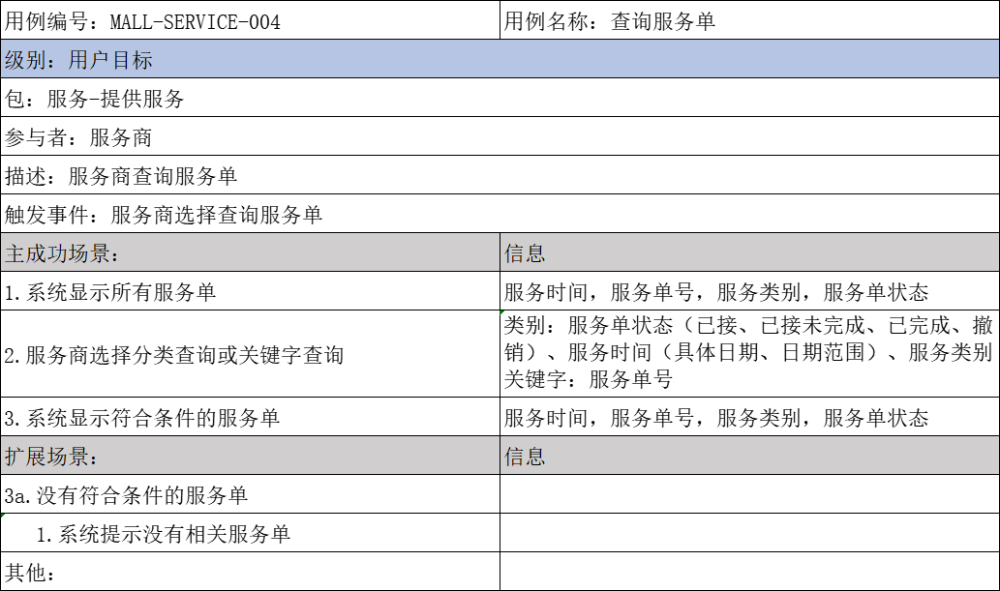 用例编号：MALL-SERVICE-004
用例名称：查询服务单
级别：用户目标
包：服务-提供服务
参与者：服务商
描述：服务商查询服务单
触发事件：服务商选择查询服务单
主成功场景：
信息
1.系统显示所有服务单
服务时间，服务单号，服务类别，服务单状态
2.服务商选择分类查询或关键字查询
类别：服务单状态（已接、已接未完成、已完成、撤
销）、服务时间（具体日期、日期范围）、服务类别
关键字：服务单号
3.系统显示符合条件的服务单
服务时间，服务单号，服务类别，服务单状态
扩展场景：
信息
3a.没有符合条件的服务单
1.系统提示没有相关服务单
其他：